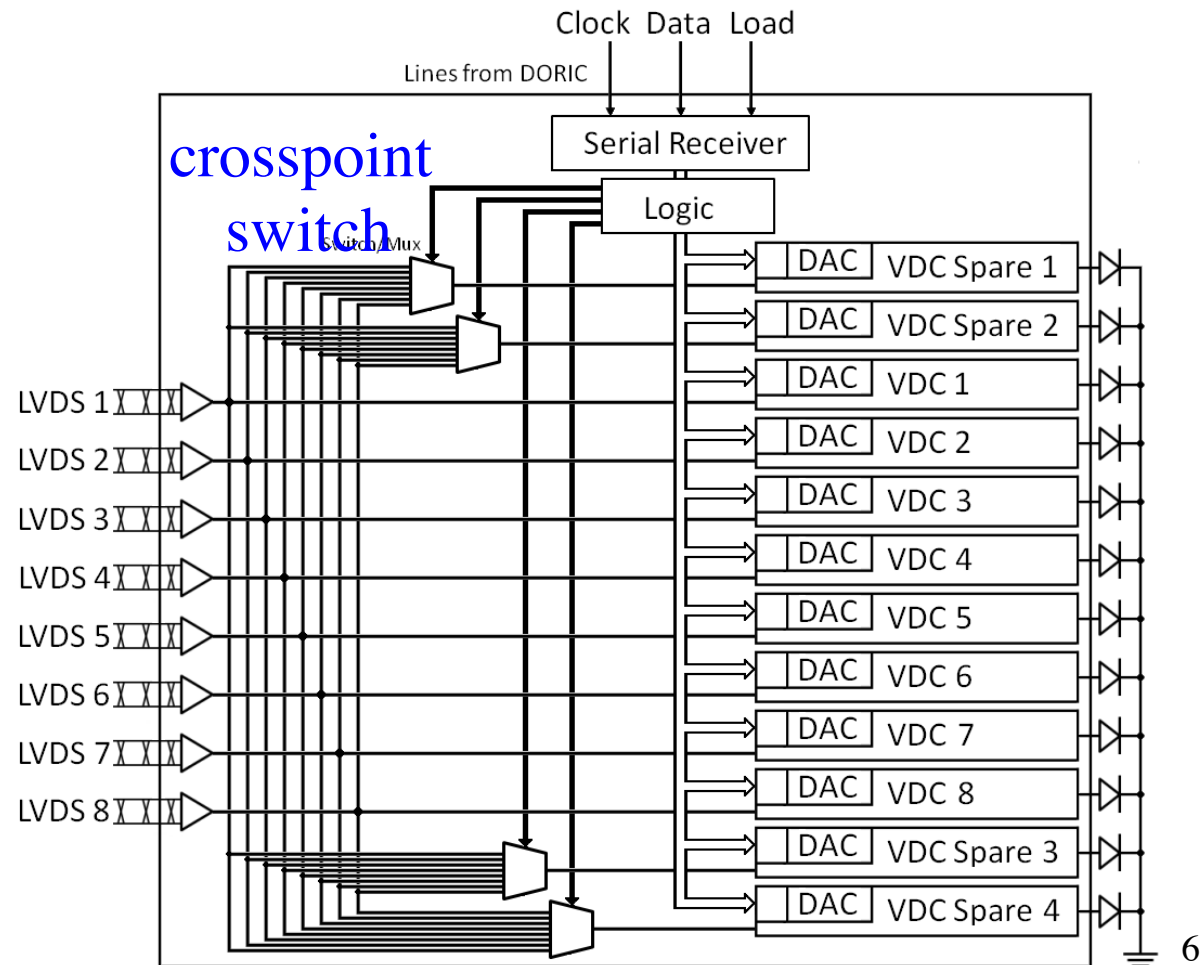 Clock Data Load
Lines from DORIC
Serial Receiver
crosspoint
switch
Switch/Mux
Logic
DAC VDC Spare 1
DAC VDC Spare 2
LVDS 1 DAC VDC 1
LVDS 2 DAC VDC 2
LVDS 3 DAC VDC 3
LVDS 4 DAC VDC 4
LVDS 5 DAC VDC 5
LVDS 6 DAC VDC 6
LVDS 7 DAC VDC 7
LVDS 8 DAC VDC 8
DAC VDC Spare 3
DAC VDC Spare 4
6